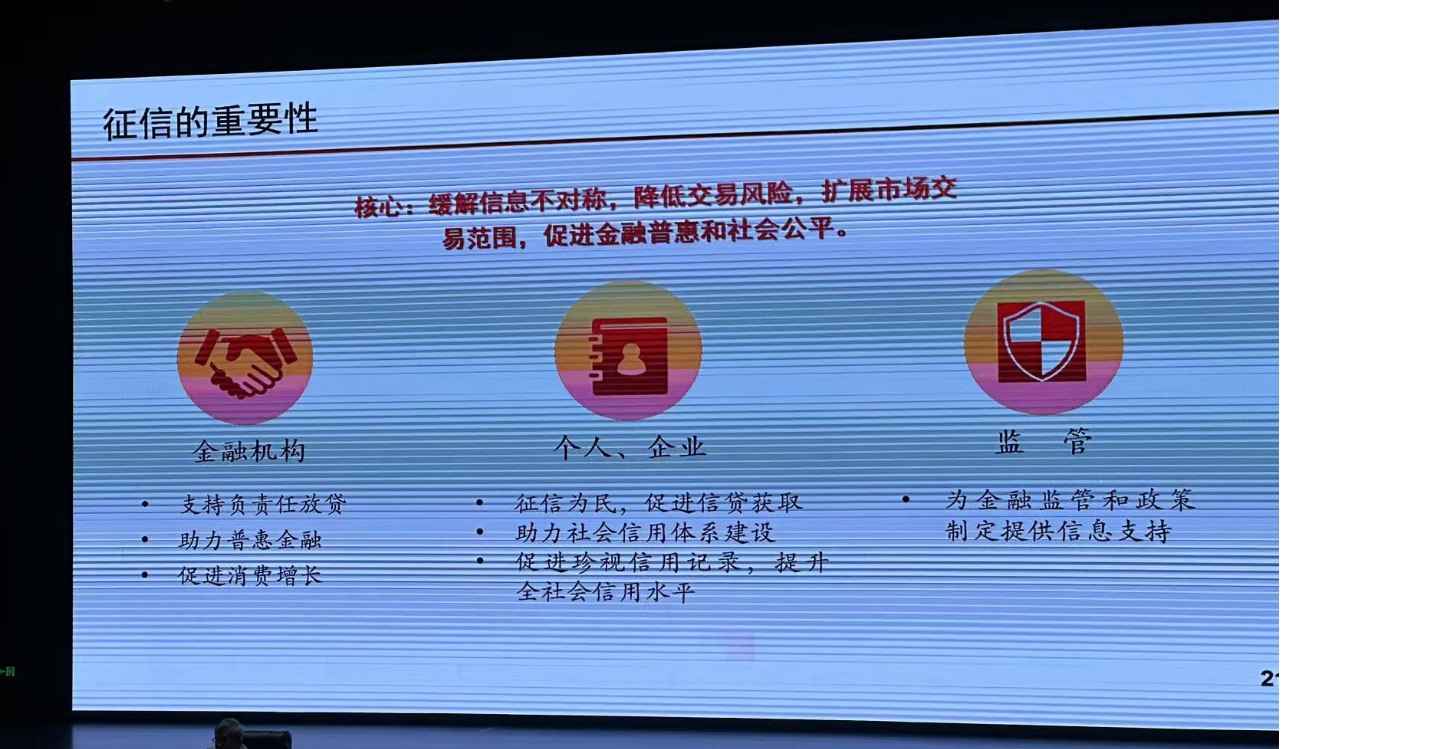 征信的重要性
核心：缓解信息不对称，降低交易风险，扩展市场交
易范围，促进金融普惠和社会公平。
金融机构
• 支持负责任放贷
• 助力普惠金融
• 促进消费增长
个人、企业
• 征信为民，促进信贷获取
• 助力社会信用体系建设
• 促进珍视信用记录，提升
全社会信用水平
监 管
• 为金融监管和政策
制定提供信息支持